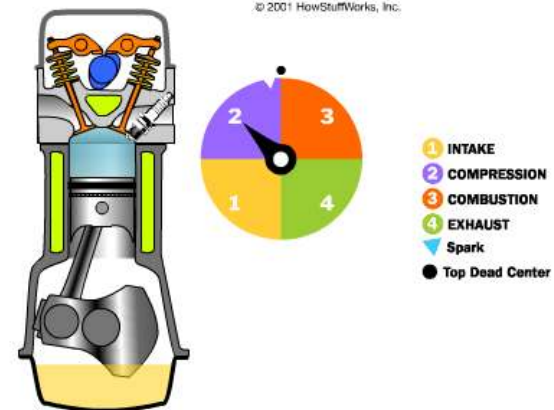 © 2001 HowStuffWorks, Inc.
2 3
1 4
1 INTAKE
2 COMPRESSION
3 COMBUSTION
4 EXHAUST
Spark
Top Dead Center